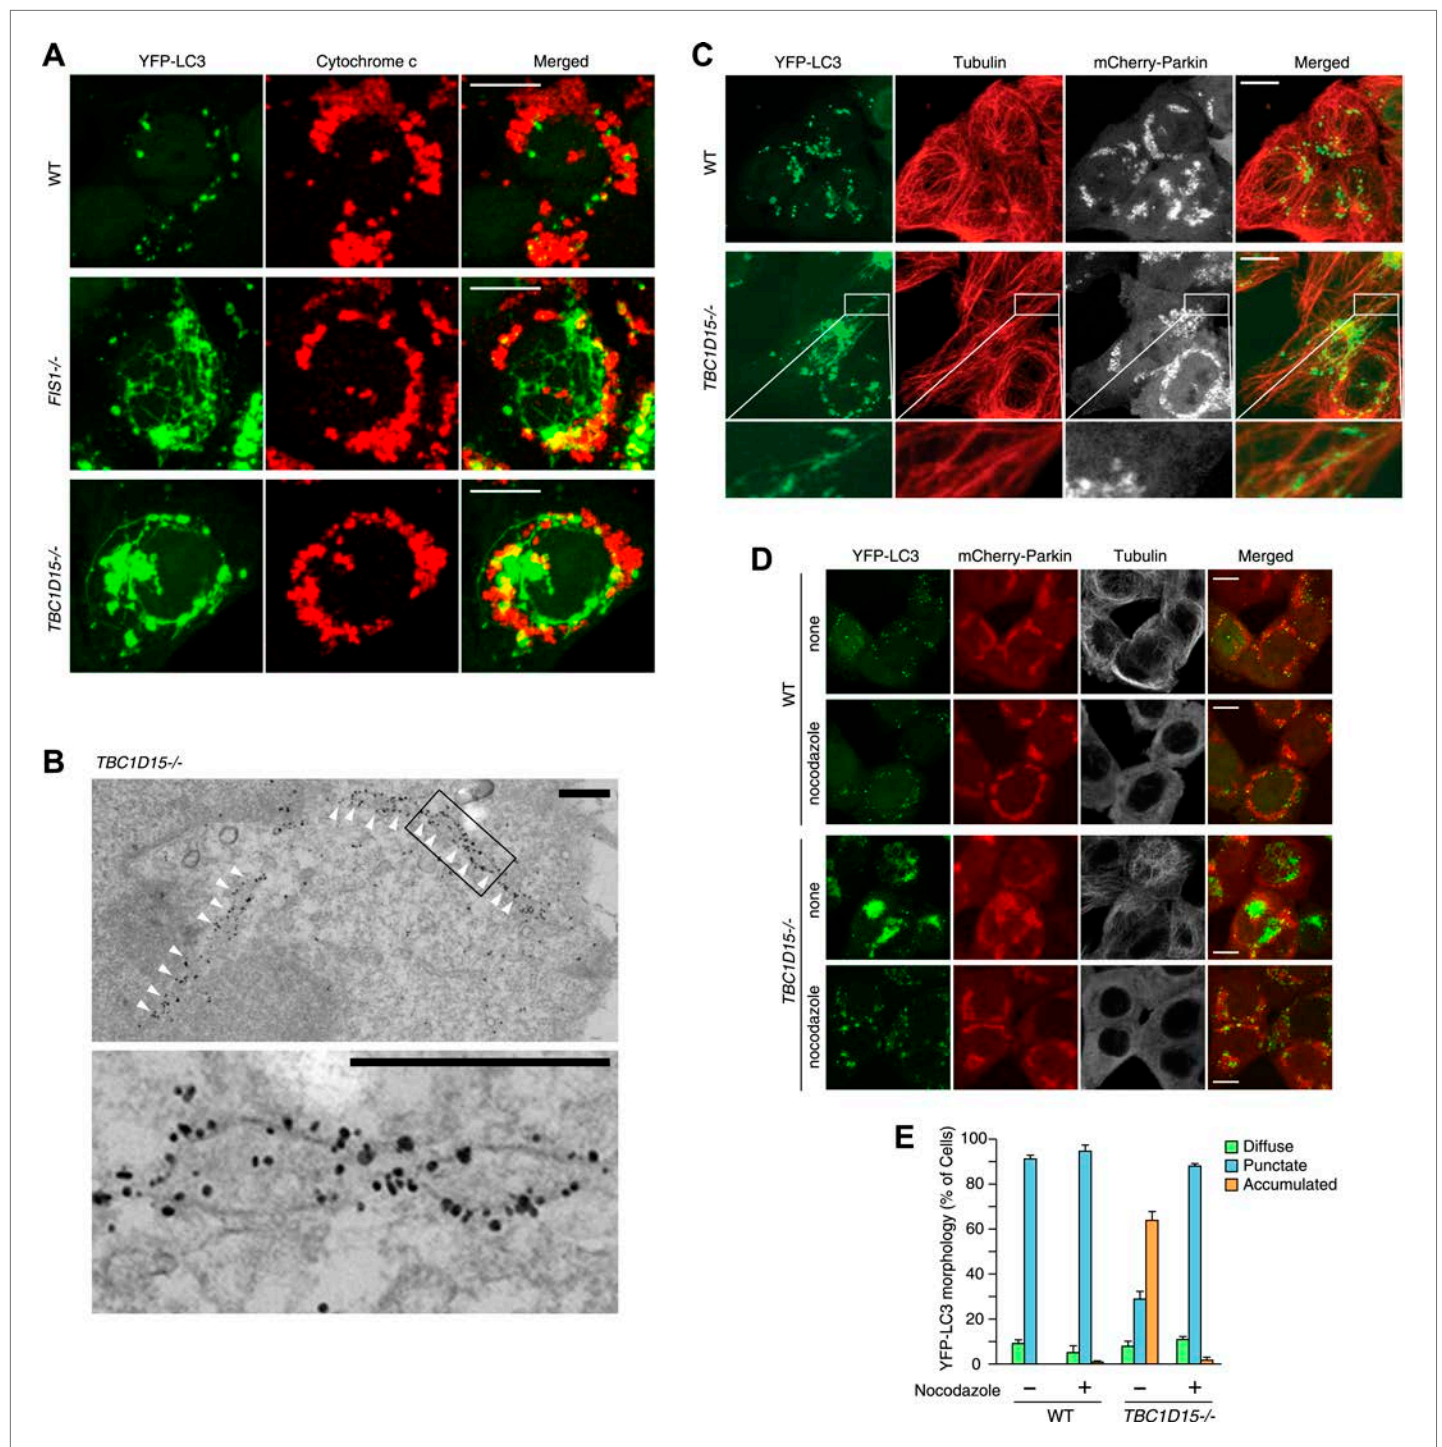 A
YFP-LC3 Cytochrome c Merged
WT
FIS1-/-
TBC1D15-/-
B
TBC1D15-/-
C
YFP-LC3 Tubulin mCherry-Parkin Merged
WT
TBC1D15-/-
D
YFP-LC3 mCherry-Parkin Tubulin Merged
WT
none
nocodazole
TBC1D15-/-
none
nocodazole
E
YFP-LC3 morphology (% of Cells)
100
80
60
40
20
0
Diffuse
Punctate
Accumulated
Nocodazole − + − +
WT TBC1D15-/-